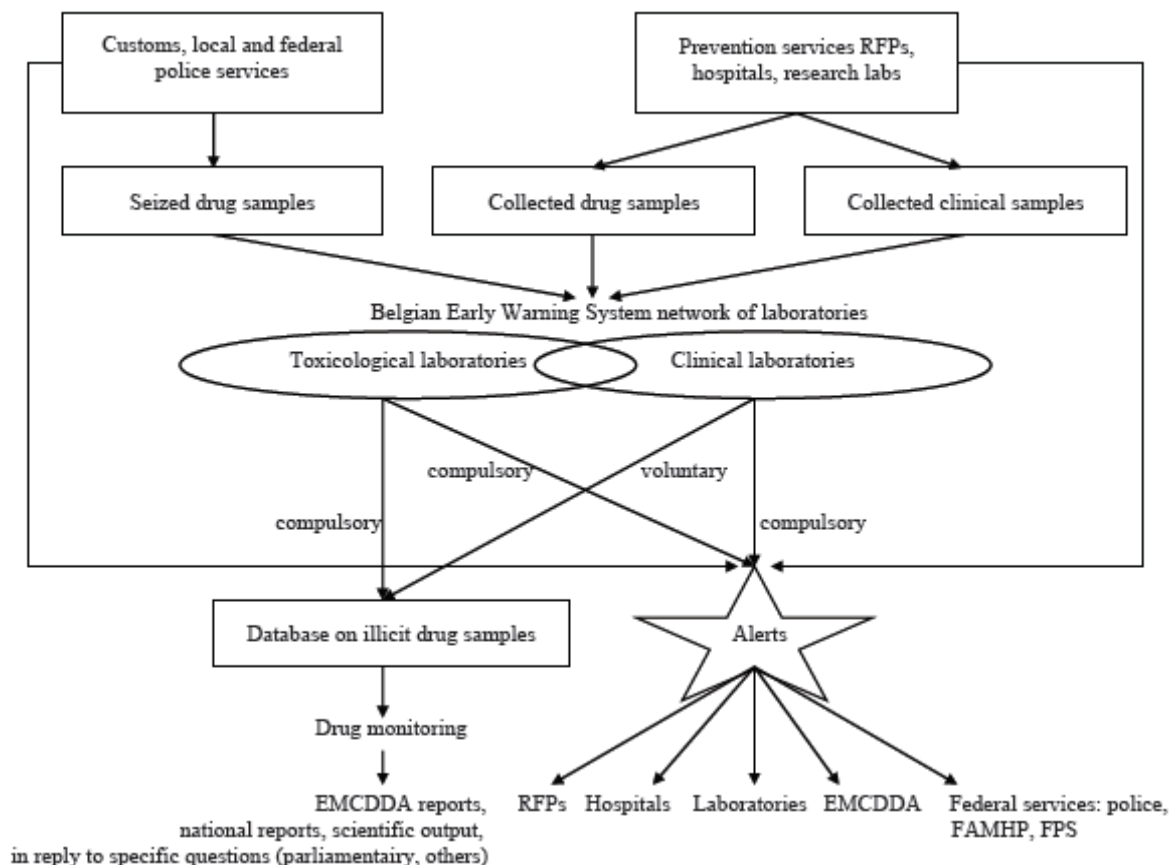 Customs, local and federal
police services
Prevention services RFPs,
hospitals, research labs
Seized drug samples
Collected drug samples
Collected clinical samples
Belgian Early Warning System network of laboratories
Toxicological laboratories
Clinical laboratories
compulsory
voluntary
compulsory
compulsory
Database on illicit drug samples
Alerts
Drug monitoring
EMCDDA reports,
national reports, scientific output,
in reply to specific questions (parliamentairy, others)
RFPs
Hospitals
Laboratories
EMCDDA
Federal services: police,
FAMHP, FPS